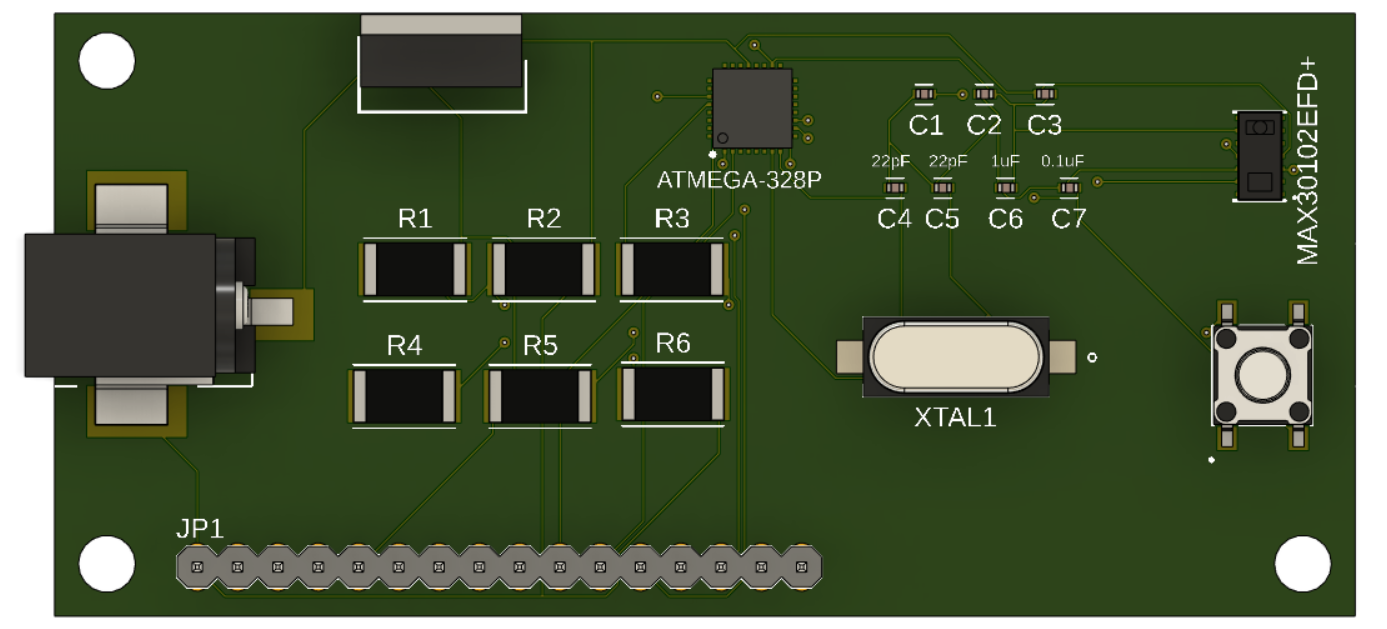 ATMEGA-328P
C1 C2 C3
22pF 22pF 1uF 0.1uF
C4 C5 C6 C7
MAX30102EFD+
R1 R2 R3
R4 R5 R6
XTAL1
JP1